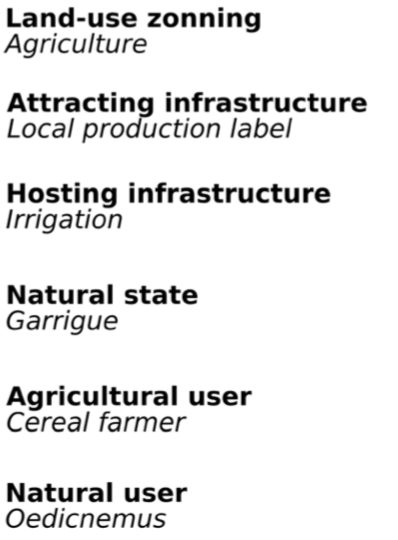 Land-use zonning
Agriculture
Attracting infrastructure
Local production label
Hosting infrastructure
Irrigation
Natural state
Garrigue
Agricultural user
Cereal farmer
Natural user
Oedicnemus